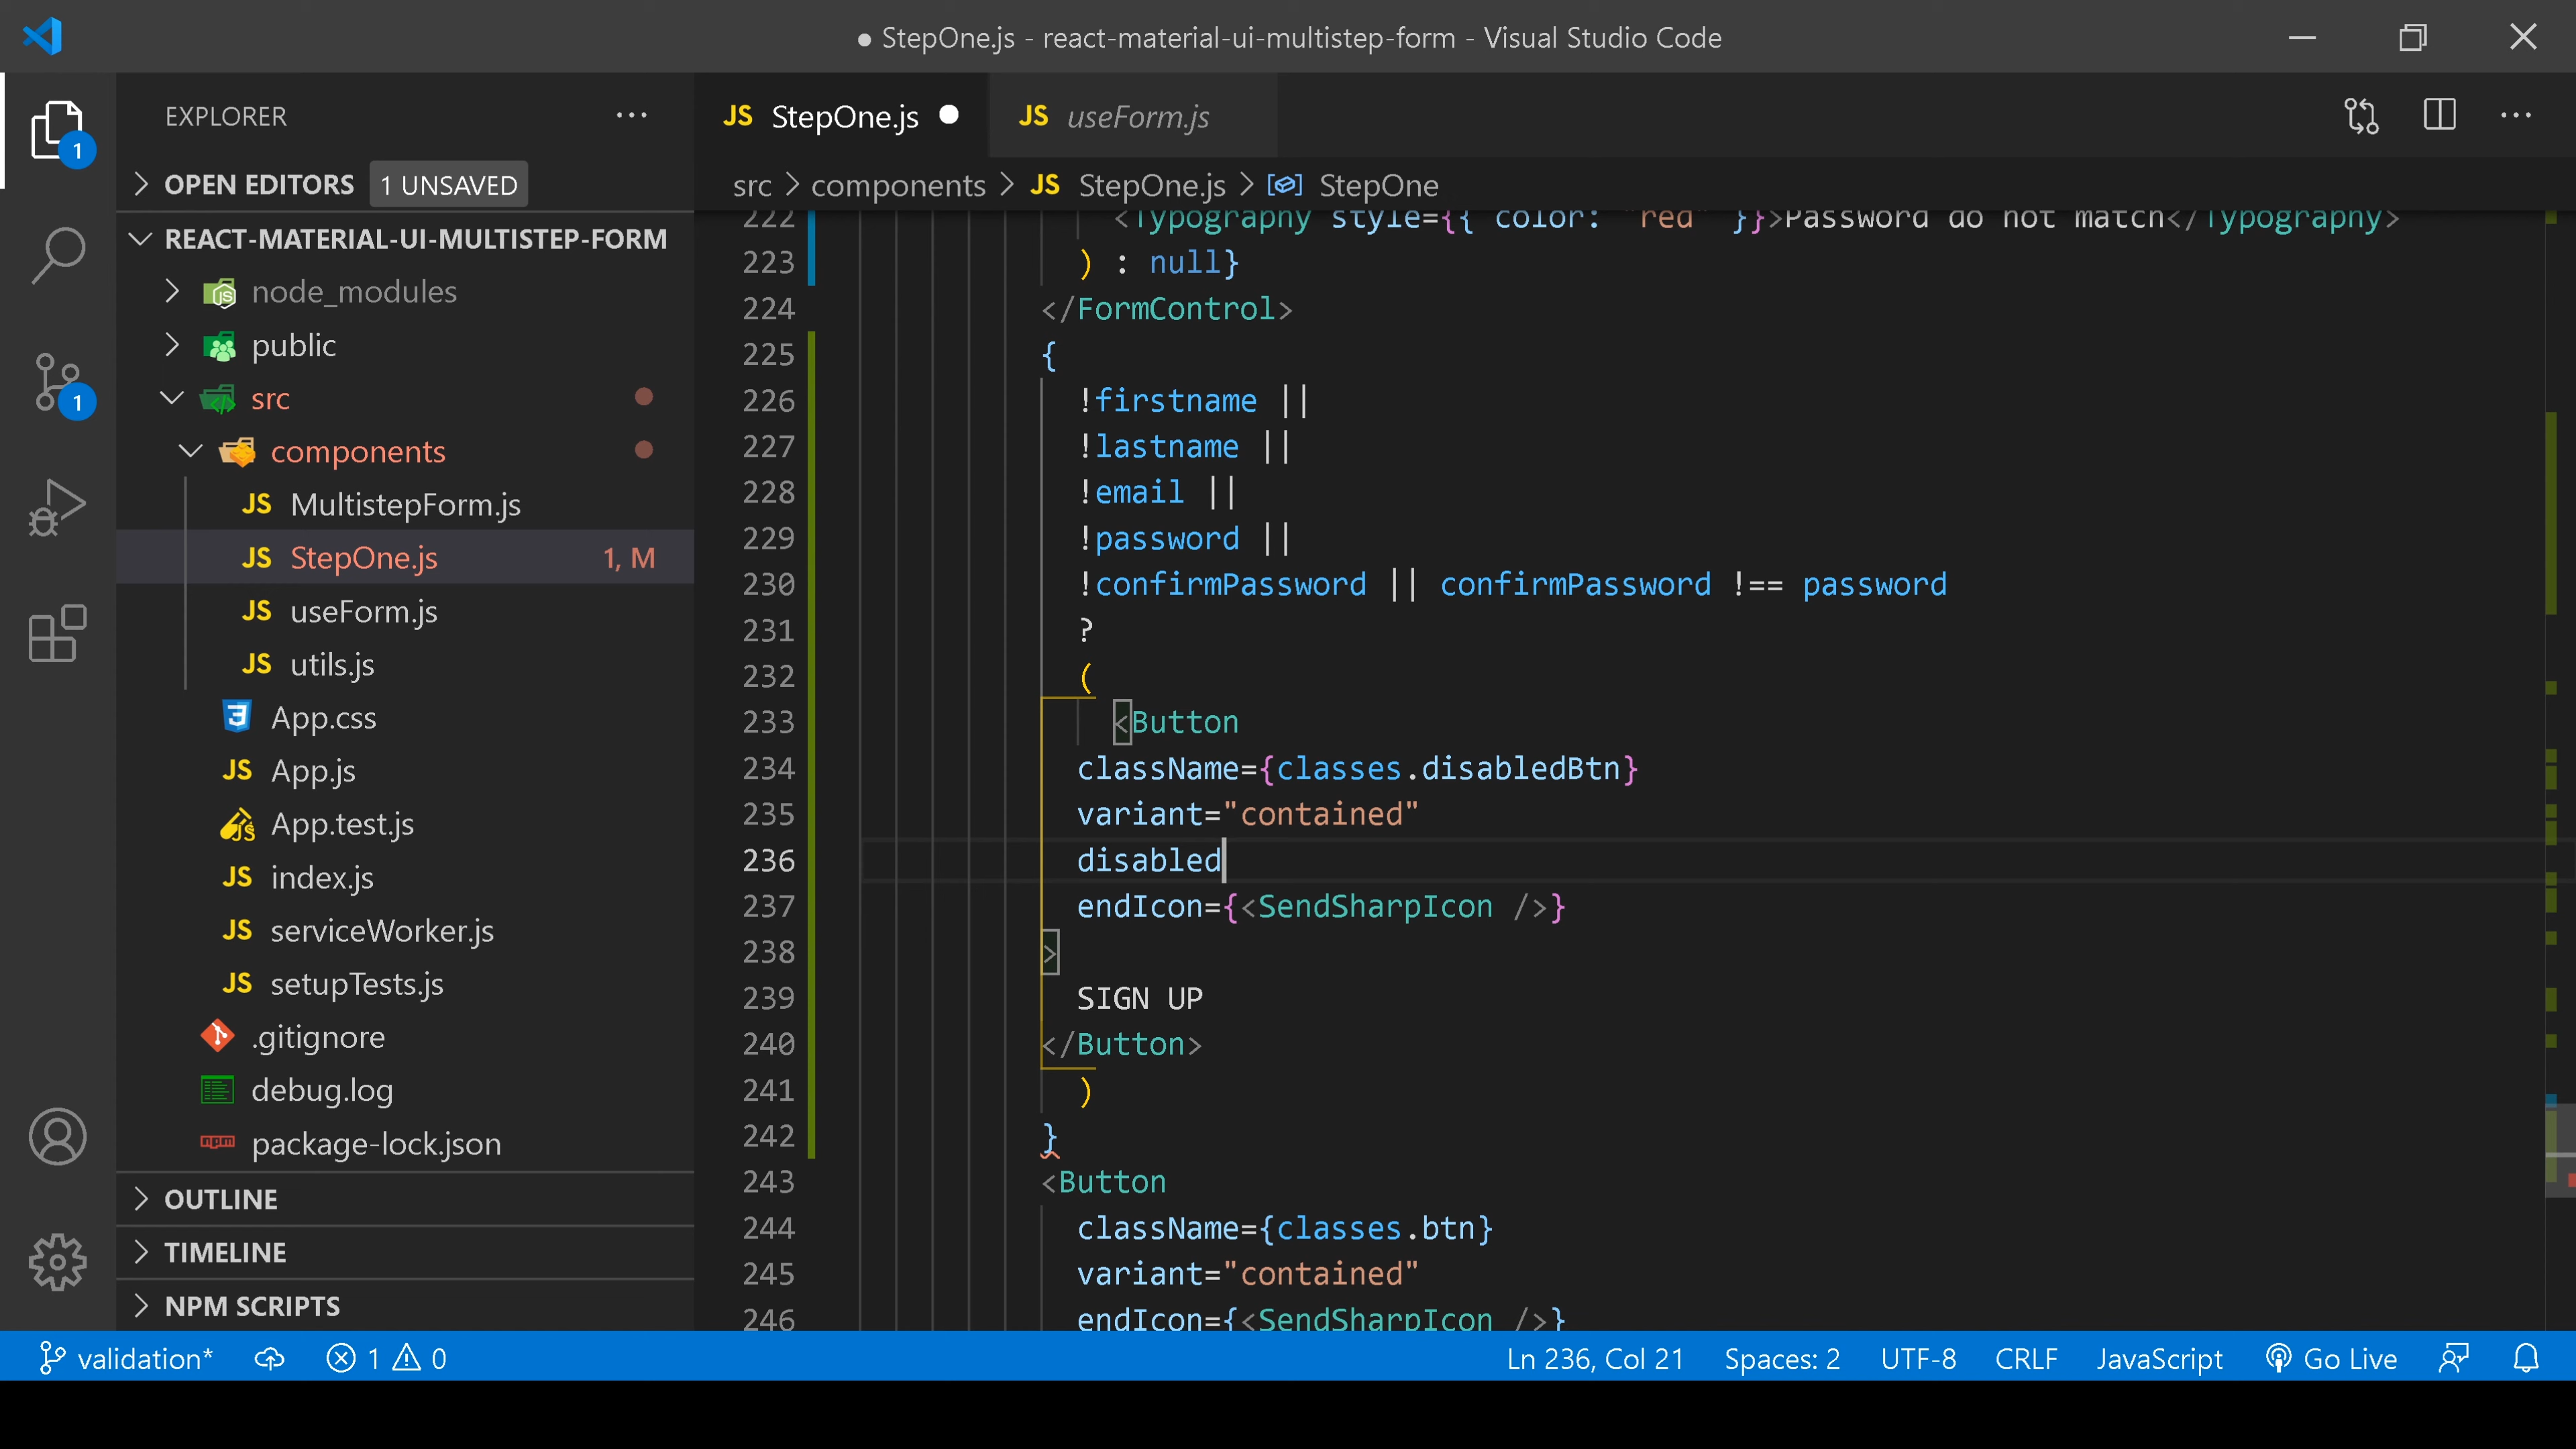 ● StepOne.js - react-material-ui-multistep-form - Visual Studio Code
EXPLORER
OPEN EDITORS 1 UNSAVED
REACT-MATERIAL-UI-MULTISTEP-FORM
node_modules
public
src
components
JS MultistepForm.js
JS StepOne.js 1, M
JS useForm.js
JS utils.js
App.css
JS App.js
App.test.js
JS index.js
JS serviceWorker.js
JS setupTests.js
.gitignore
debug.log
package-lock.json
OUTLINE
TIMELINE
NPM SCRIPTS
1
1
JS StepOne.js ●
JS useForm.js
src > components > JS StepOne.js > StepOne
222 <Typography style={{ color: "red" }}>Password do not match</Typography>
223 ) : null}
224 </FormControl>
225 {
226 !firstname ||
227 !lastname ||
228 !email ||
229 !password ||
230 !confirmPassword || confirmPassword !== password
231 ?
232 (
233 <Button
234 className={classes.disabledBtn}
235 variant="contained"
236 disabled
237 endIcon={<SendSharpIcon />}
238 >
239 SIGN UP
240 </Button>
241 )
242 }
243 <Button
244 className={classes.btn}
245 variant="contained"
246 endIcon={<SendSharpIcon />}
validation* 1 0 Ln 236, Col 21 Spaces: 2 UTF-8 CRLF JavaScript Go Live